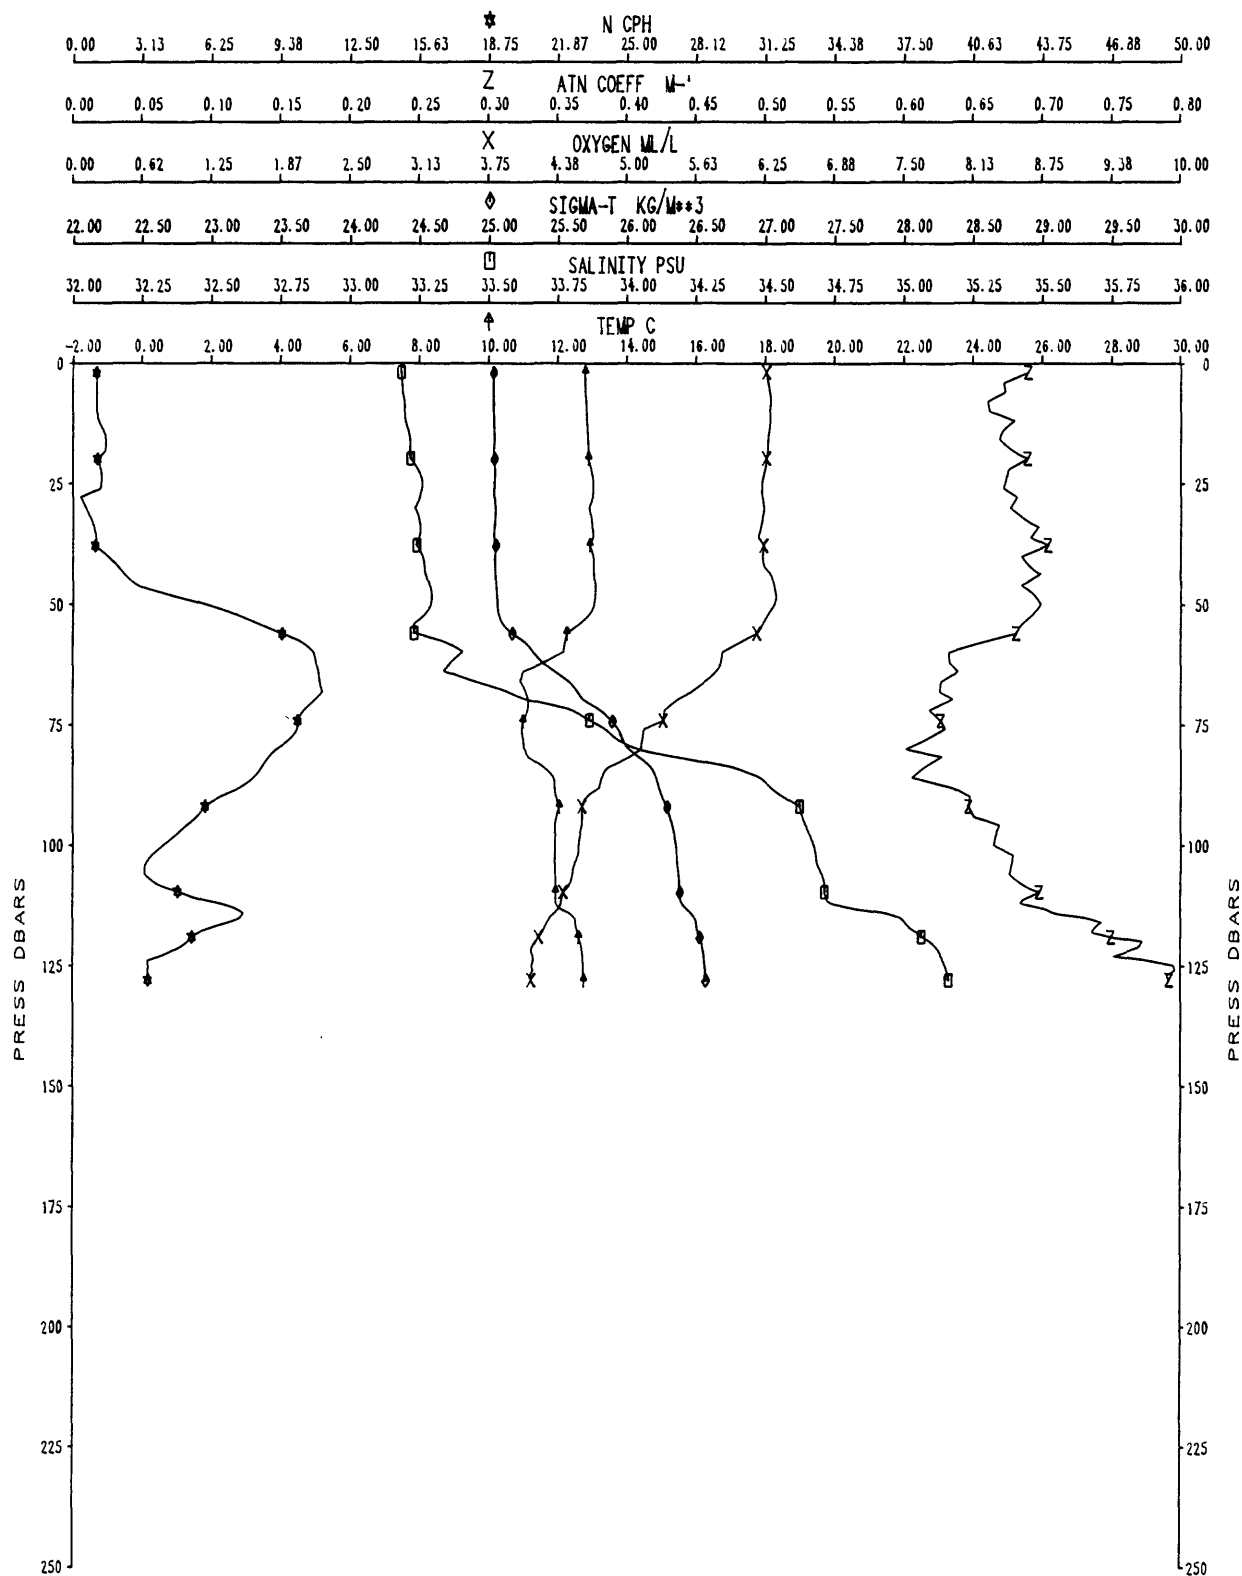 N CPH
0.00 3.13 6.25 9.38 12.50 15.63 18.75 21.87 25.00 28.12 31.25 34.38 37.50 40.63 43.75 46.88 50.00
Z ATN COEFF M-'
0.00 0.05 0.10 0.15 0.20 0.25 0.30 0.35 0.40 0.45 0.50 0.55 0.60 0.65 0.70 0.75 0.80
X OXYGEN ML/L
0.00 0.62 1.25 1.87 2.50 3.13 3.75 4.38 5.00 5.63 6.25 6.88 7.50 8.13 8.75 9.38 10.00
SIGMA-T KG/M**3
22.00 22.50 23.50 24.00 24.50 25.00 25.50 26.00 26.50 27.00 27.50 28.00 28.50 29.00 29.50 30.00
SALINITY PSU
32.00 32.25 32.50 32.75 33.00 33.25 33.50 33.75 34.00 34.25 34.50 34.75 35.00 35.25 35.50 35.75 36.00
TEMP C
-2.00 0.00 2.00 4.00 6.00 8.00 10.00 12.00 14.00 16.00 18.00 20.00 22.00 24.00 26.00 28.00 30.00
0 0
25 25
50 50
75 75
100 100
125 125
150 150
175 175
200 200
225 225
250 250
PRESS DBARS
PRESS DBARS